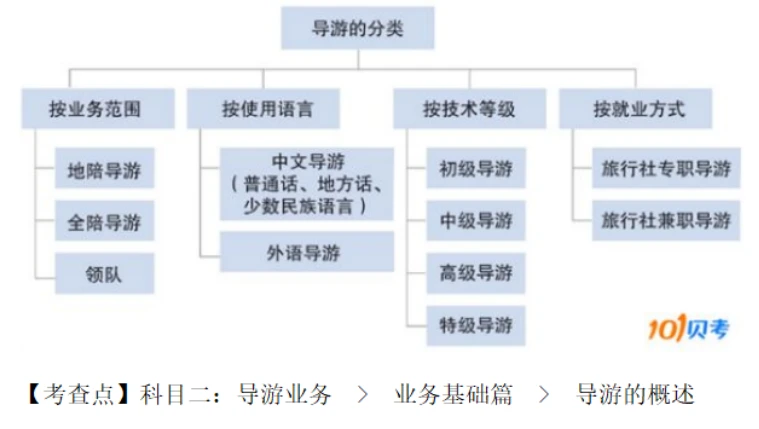 导游的分类
按业务范围
按使用语言
按技术等级
按就业方式
地陪导游
全陪导游
领队
中文导游
（普通话、地方话、
少数民族语言）
外语导游
初级导游
中级导游
高级导游
特级导游
旅行社专职导游
旅行社兼职导游
101贝考
【考查点】科目二：导游业务 > 业务基础篇 > 导游的概述